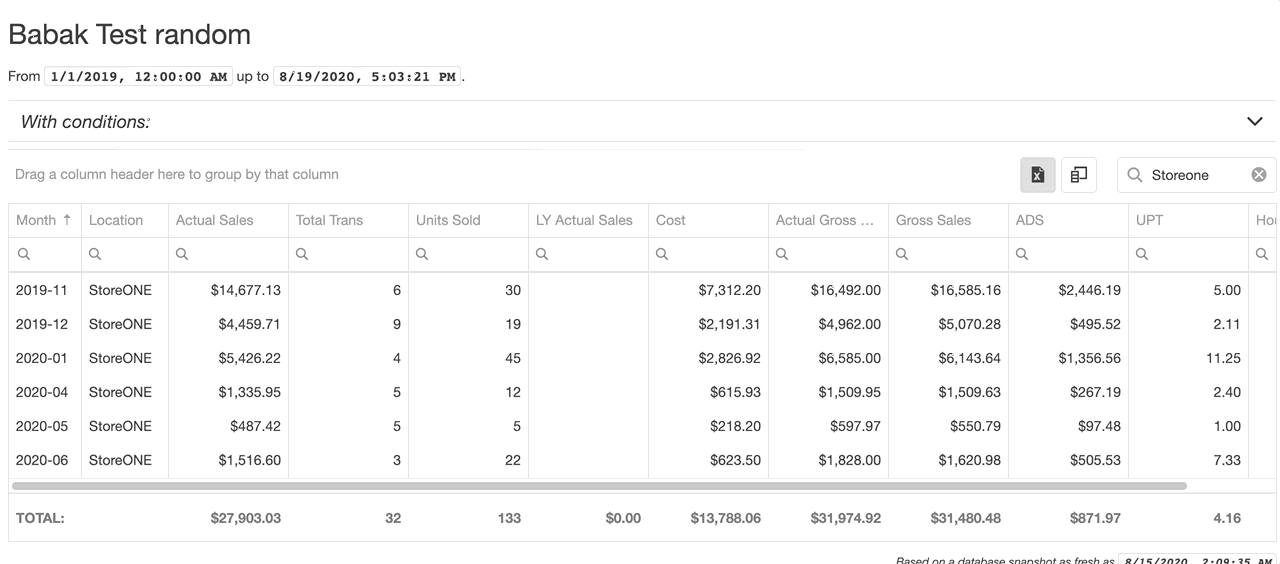 Babak Test random
From 1/1/2019, 12:00:00 AM up to 8/19/2020, 5:03:21 PM.
With conditions:
Drag a column header here to group by that column Storeone
Month ↑ Location Actual Sales Total Trans Units Sold LY Actual Sales Cost Actual Gross ... Gross Sales ADS UPT
2019-11 StoreONE $14,677.13 6 30 $7,312.20 $16,492.00 $16,585.16 $2,446.19 5.00
2019-12 StoreONE $4,459.71 9 19 $2,191.31 $4,962.00 $5,070.28 $495.52 2.11
2020-01 StoreONE $5,426.22 4 45 $2,826.92 $6,585.00 $6,143.64 $1,356.56 11.25
2020-04 StoreONE $1,335.95 5 12 $615.93 $1,509.95 $1,509.63 $267.19 2.40
2020-05 StoreONE $487.42 5 5 $218.20 $597.97 $550.79 $97.48 1.00
2020-06 StoreONE $1,516.60 3 22 $623.50 $1,828.00 $1,620.98 $505.53 7.33
TOTAL: $27,903.03 32 133 $0.00 $13,788.06 $31,974.92 $31,480.48 $871.97 4.16
Based on a database snapshot as fresh as 8/15/2020, 2:09:35 AM